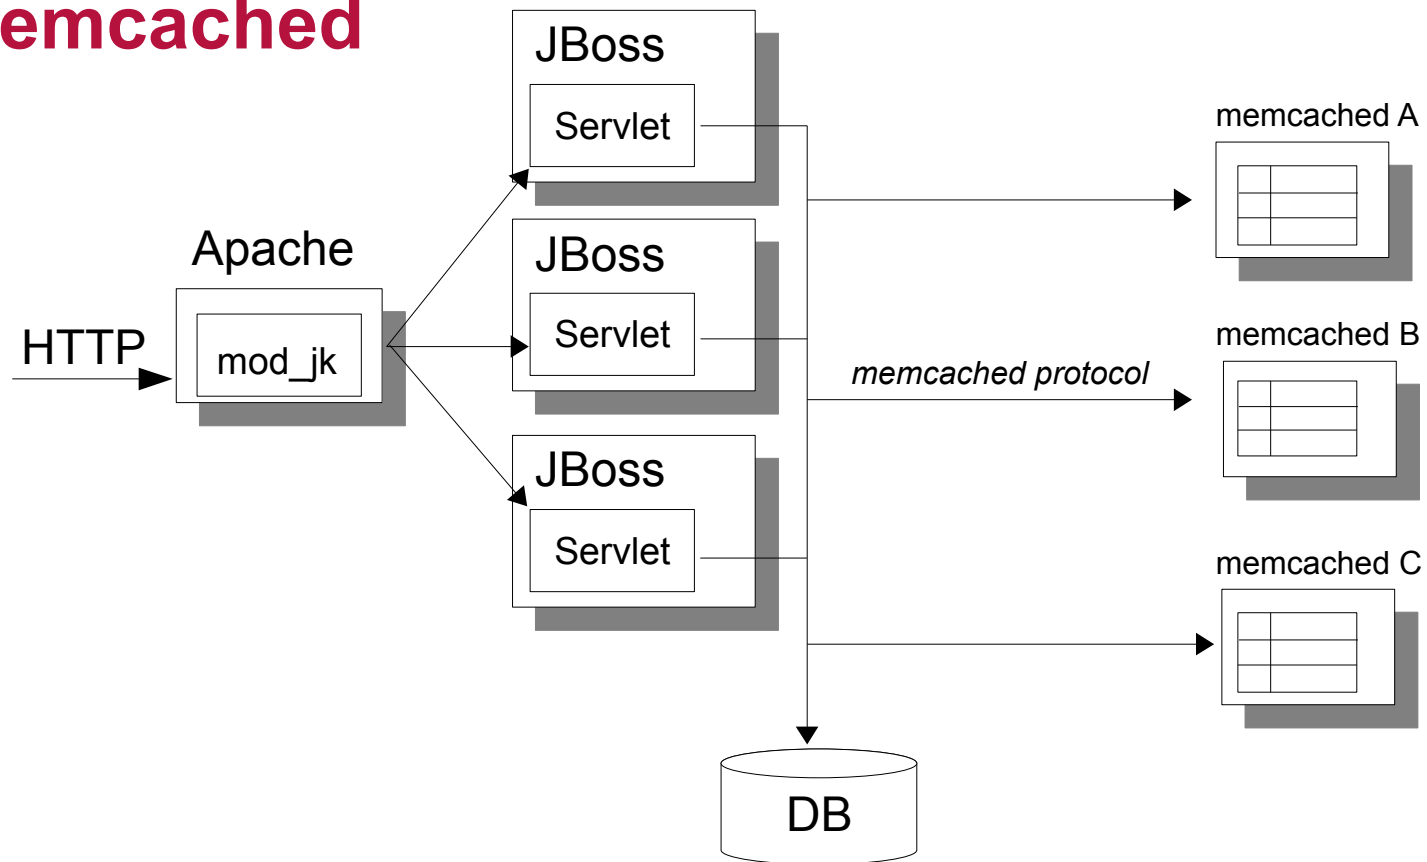 emcached
JBoss
Servlet
memcached A
Apache
JBoss
HTTP
mod_jk
Servlet
memcached B
memcached protocol
JBoss
Servlet
memcached C
DB